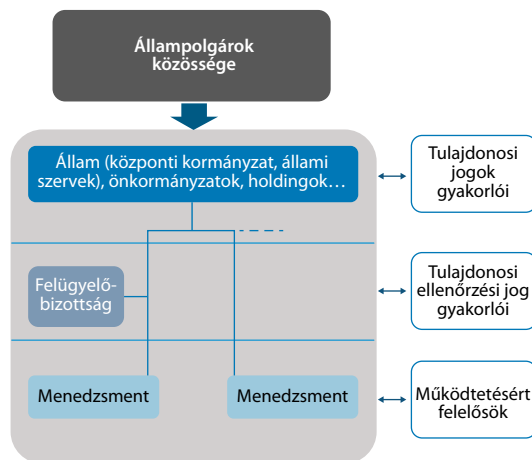 Állampolgárok
közössége
Állam (központi kormányzat, állami
szervek), önkormányzatok, holdingok…
Tulajdonosi
jogok
gyakorlói
Felügyelő-
bizottság
Tulajdonosi
ellenőrzési jog
gyakorlói
Menedzsment
Menedzsment
Működtetésért
felelősök